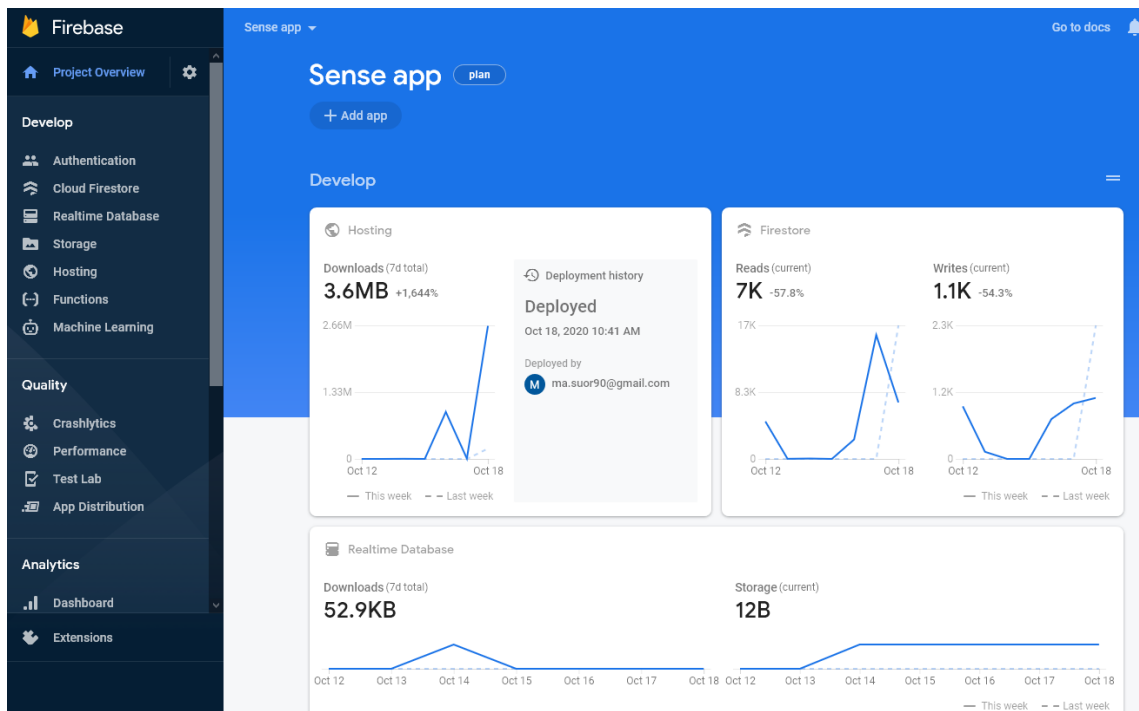 Firebase
Project Overview
Develop
Authentication
Cloud Firestore
Realtime Database
Storage
Hosting
Functions
Machine Learning
Quality
Crashlytics
Performance
Test Lab
App Distribution
Analytics
Dashboard
Extensions
Sense app
Go to docs
Sense app plan
+ Add app
Develop
Hosting
Downloads (7d total)
3.6MB +1,644%
2.66M
1.33M
0
Oct 12 Oct 18
This week Last week
Deployment history
Deployed
Oct 18, 2020 10:41 AM
Deployed by
M ma.suor90@gmail.com
Firestore
Reads (current)
7K -57.8%
17K
8.3K
0
Oct 12 Oct 18
Writes (current)
1.1K -54.3%
2.3K
1.2K
0
Oct 12 Oct 18
This week Last week
Realtime Database
Downloads (7d total)
52.9KB
Oct 12 Oct 13 Oct 14 Oct 15 Oct 16 Oct 17 Oct 18
Storage (current)
12B
Oct 12 Oct 13 Oct 14 Oct 15 Oct 16 Oct 17 Oct 18
This week Last week